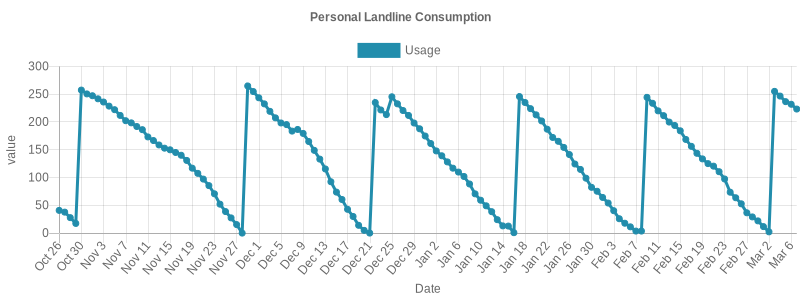 Personal Landline Consumption
Usage
300
250
200
150
100
50
0
value
Oct 26
Oct 30
Nov 3
Nov 7
Nov 11
Nov 15
Nov 19
Nov 23
Nov 27
Dec 1
Dec 5
Dec 9
Dec 13
Dec 17
Dec 21
Dec 25
Dec 29
Jan 2
Jan 6
Jan 10
Jan 14
Jan 18
Jan 22
Jan 26
Jan 30
Feb 3
Feb 7
Feb 11
Feb 15
Feb 19
Feb 23
Feb 27
Mar 2
Mar 6
Date